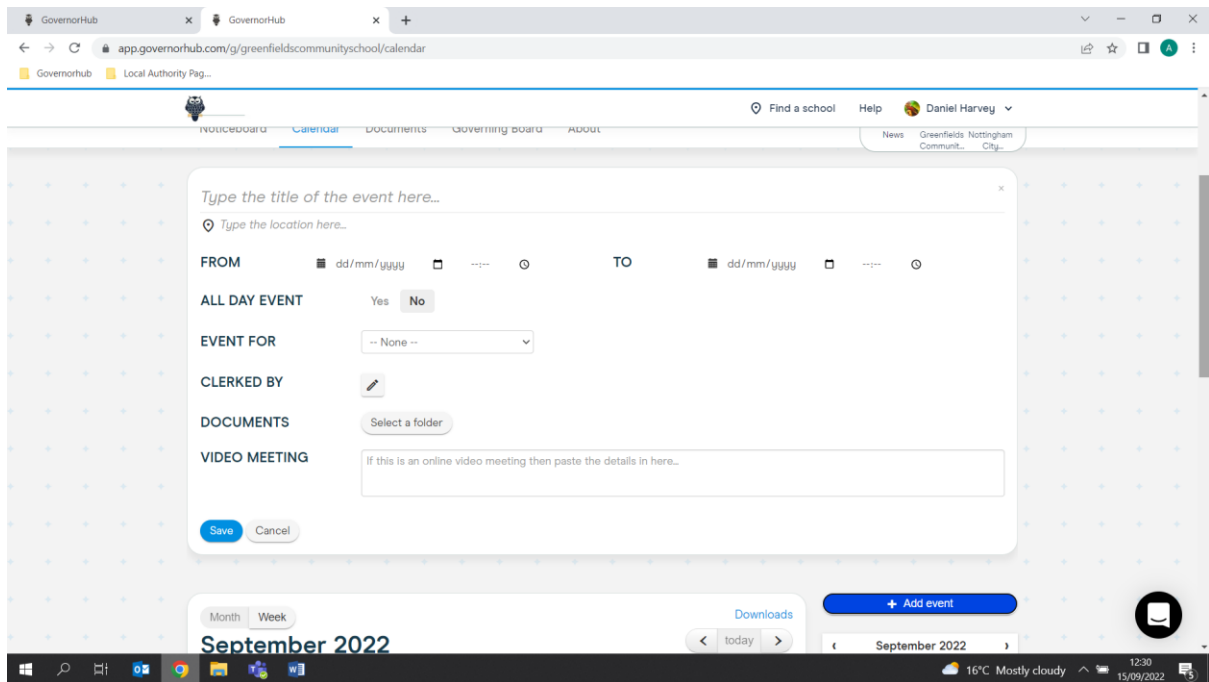 GovernorHub
GovernorHub
app.governorhub.com/g/greenfieldscommunityschool/calendar
A
Governorhub
Local Authority Pag...
Find a school Help Daniel Harvey
Noticeboard Calendar Documents Governing Board About
News Greenfields Nottingham
Communit... City...
Type the title of the event here...
Type the location here...
FROM dd/mm/yyyy --:-- TO dd/mm/yyyy --:--
ALL DAY EVENT Yes No
EVENT FOR -- None --
CLERKED BY
DOCUMENTS Select a folder
VIDEO MEETING If this is an online video meeting then paste the details in here...
Save Cancel
+ Add event
Month Week Downloads
September 2022 < today >
‹ September 2022 ›
16°C Mostly cloudy 12:30
15/09/2022 5